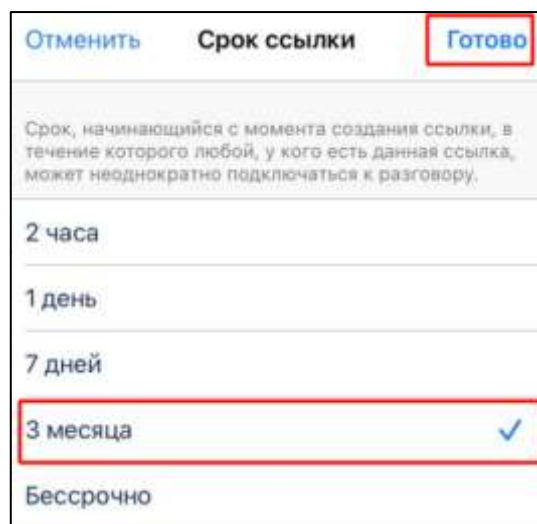 Отменить Срок ссылки Готово
Срок, начинающийся с момента создания ссылки, в
течение которого любой, у кого есть данная ссылка,
может неоднократно подключаться к разговору.
2 часа
1 день
7 дней
3 месяца
Бессрочно